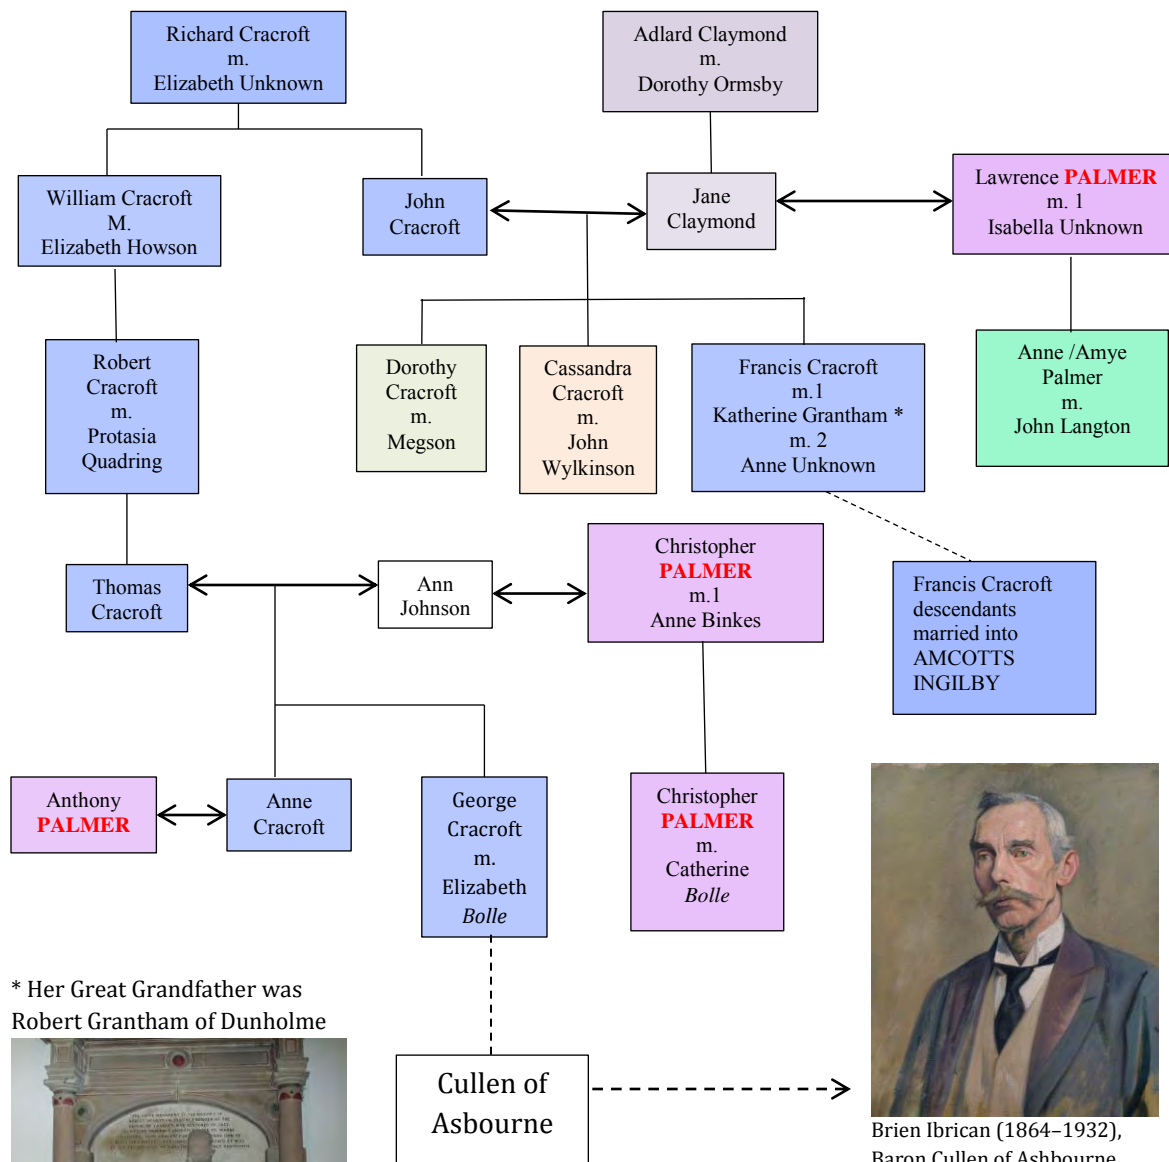 Richard Cracroft
m.
Elizabeth Unknown
Adlard Claymond
m.
Dorothy Ormsby
William Cracroft
M.
Elizabeth Howson
John
Cracroft
Jane
Claymond
Lawrence PALMER
m. 1
Isabella Unknown
Robert
Cracroft
m.
Protasia
Quadring
Dorothy
Cracroft
m.
Megson
Cassandra
Cracroft
m.
John
Wylkinson
Francis Cracroft
m.1
Katherine Grantham *
m. 2
Anne Unknown
Anne /Amye
Palmer
m.
John Langton
Thomas
Cracroft
Ann
Johnson
Christopher
PALMER
m.1
Anne Binkes
Francis Cracroft
descendants
married into
AMCOTTS
INGILBY
Anthony
PALMER
Anne
Cracroft
George
Cracroft
m.
Elizabeth
Bolle
Christopher
PALMER
m.
Catherine
Bolle
* Her Great Grandfather was
Robert Grantham of Dunholme
Cullen of
Asbourne
Brien Ibrican (1864–1932),
Baron Cullen of Ashbourne